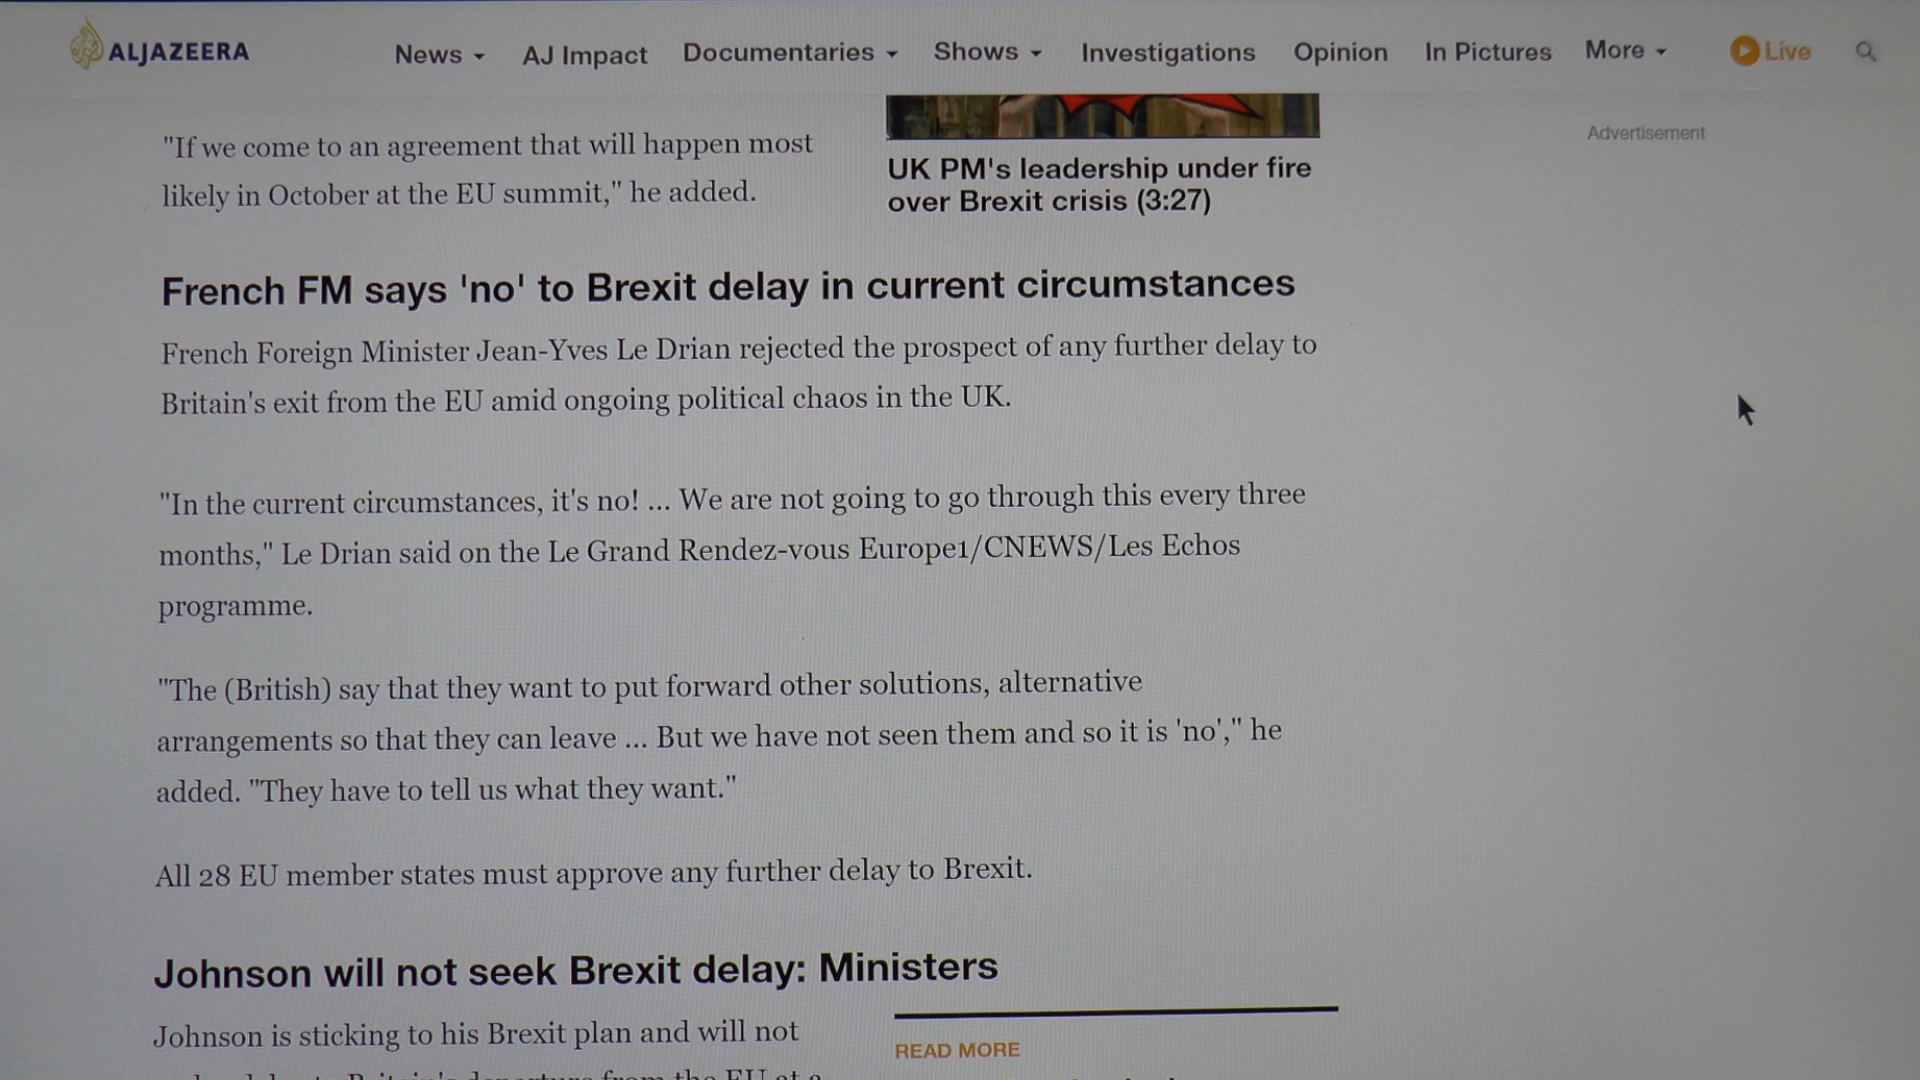 ALJAZEERA
News
AJ Impact
Documentaries
Shows
Investigations
Opinion
In Pictures
More
Live
"If we come to an agreement that will happen most
likely in October at the EU summit," he added.
UK PM's leadership under fire
over Brexit crisis (3:27)
Advertisement
French FM says 'no' to Brexit delay in current circumstances
French Foreign Minister Jean-Yves Le Drian rejected the prospect of any further delay to
Britain's exit from the EU amid ongoing political chaos in the UK.
"In the current circumstances, it's no! ... We are not going to go through this every three
months," Le Drian said on the Le Grand Rendez-vous Europe1/CNEWS/Les Echos
programme.
"The (British) say that they want to put forward other solutions, alternative
arrangements so that they can leave ... But we have not seen them and so it is 'no'," he
added. "They have to tell us what they want."
All 28 EU member states must approve any further delay to Brexit.
Johnson will not seek Brexit delay: Ministers
Johnson is sticking to his Brexit plan and will not
from the EU at a
READ MORE